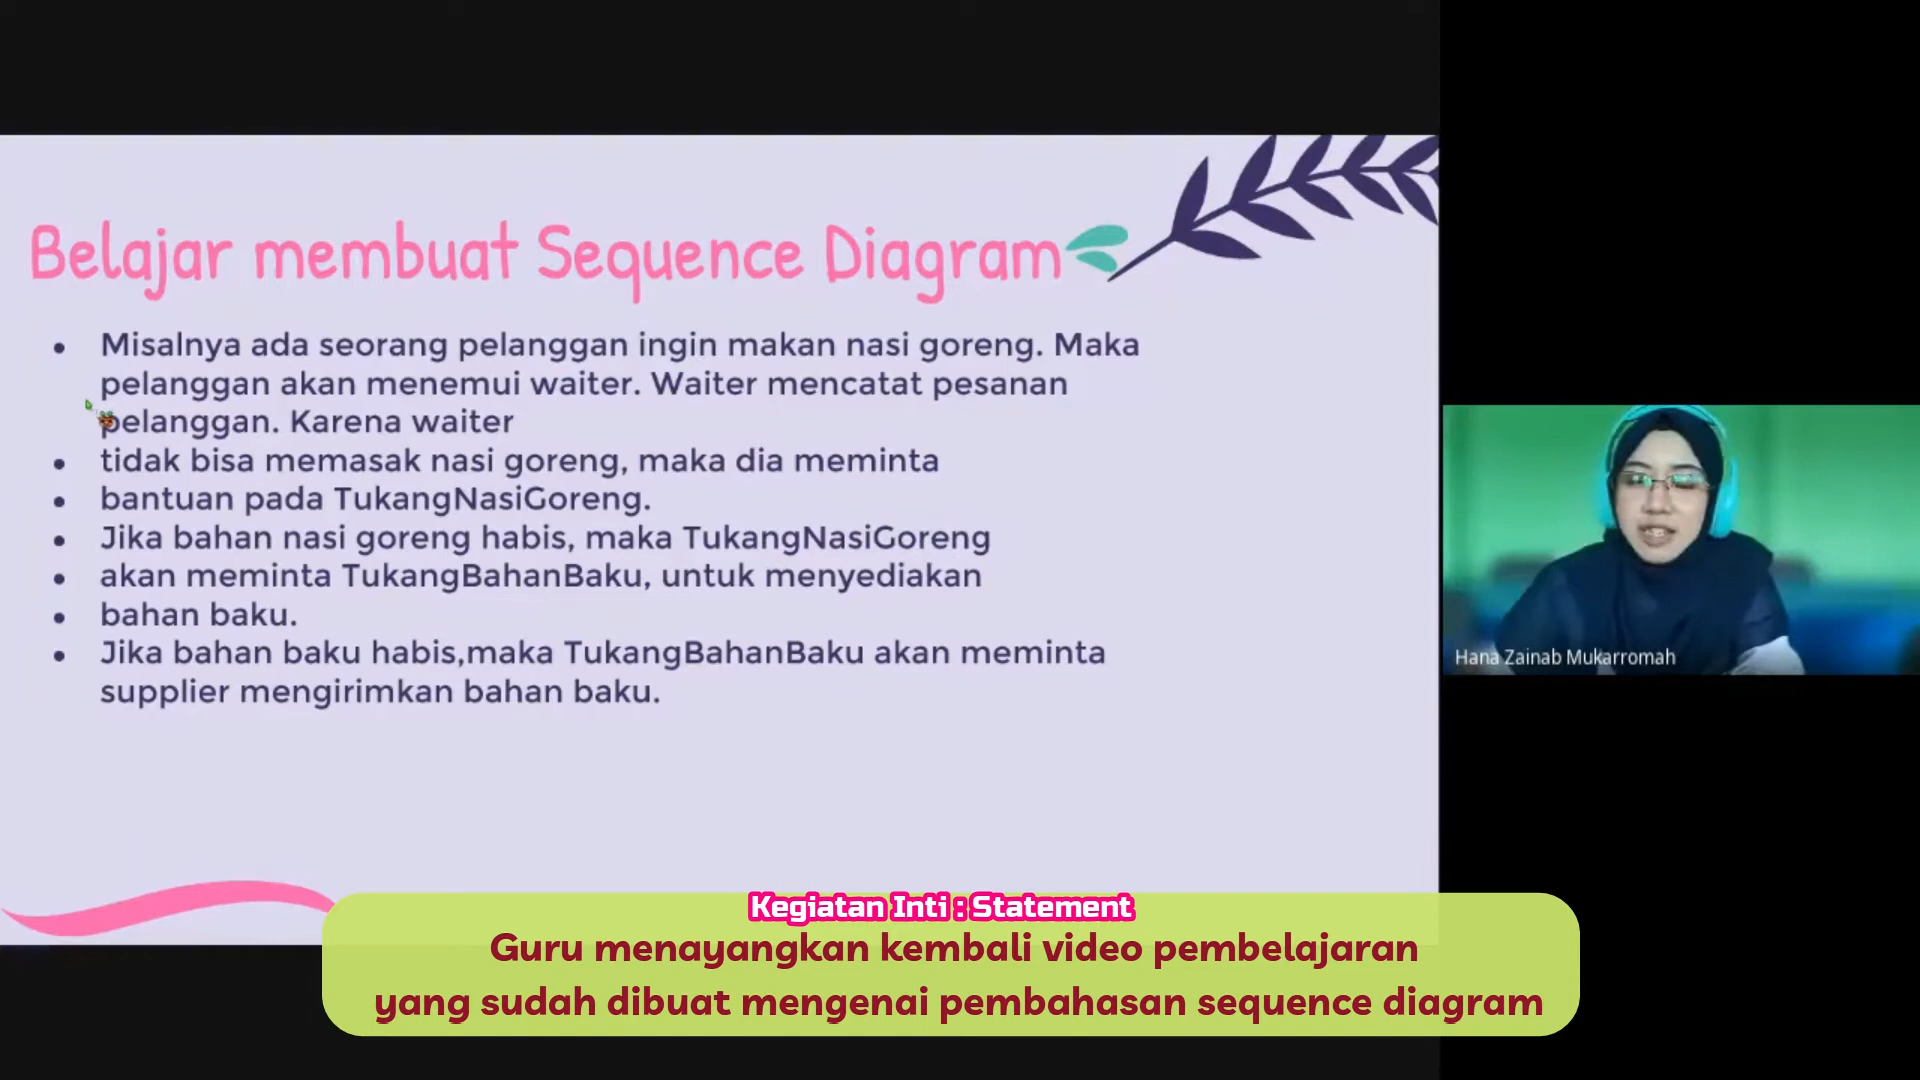 Belajar membuat Sequence Diagram
• Misalnya ada seorang pelanggan ingin makan nasi goreng. Maka
pelanggan akan menemui waiter. Waiter mencatat pesanan
pelanggan. Karena waiter
• tidak bisa memasak nasi goreng, maka dia meminta
• bantuan pada TukangNasiGoreng.
• Jika bahan nasi goreng habis, maka TukangNasiGoreng
• akan meminta TukangBahanBaku, untuk menyediakan
• bahan baku.
• Jika bahan baku habis,maka TukangBahanBaku akan meminta
supplier mengirimkan bahan baku.
Hana Zainab Mukarromah
Kegiatan Inti : Statement
Guru menayangkan kembali video pembelajaran
yang sudah dibuat mengenai pembahasan sequence diagram